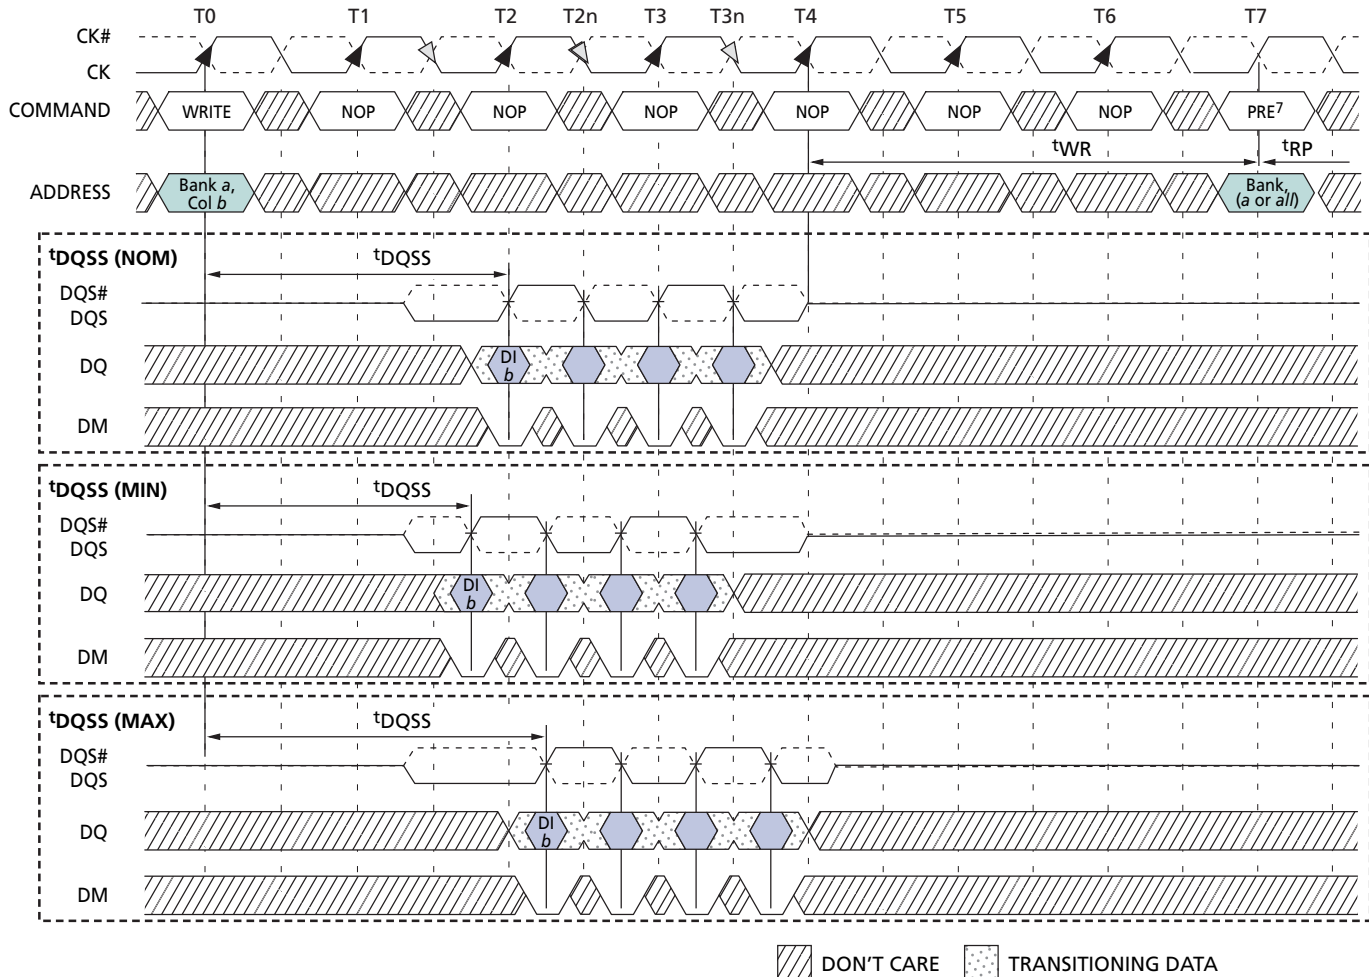 T0 T1 T2 T2n T3 T3n T4 T5 T6 T7
CK#
CK
COMMAND WRITE NOP NOP NOP NOP NOP NOP PRE7
tWR tRP
ADDRESS Bank a, Bank,
Col b (a or all)
tDQSS (NOM) tDQSS
DQS#
DQS
DQ DI
b
DM
tDQSS (MIN) tDQSS
DQS#
DQS
DQ DI
b
DM
tDQSS (MAX) tDQSS
DQS#
DQS
DQ DI
b
DM
DON'T CARE TRANSITIONING DATA